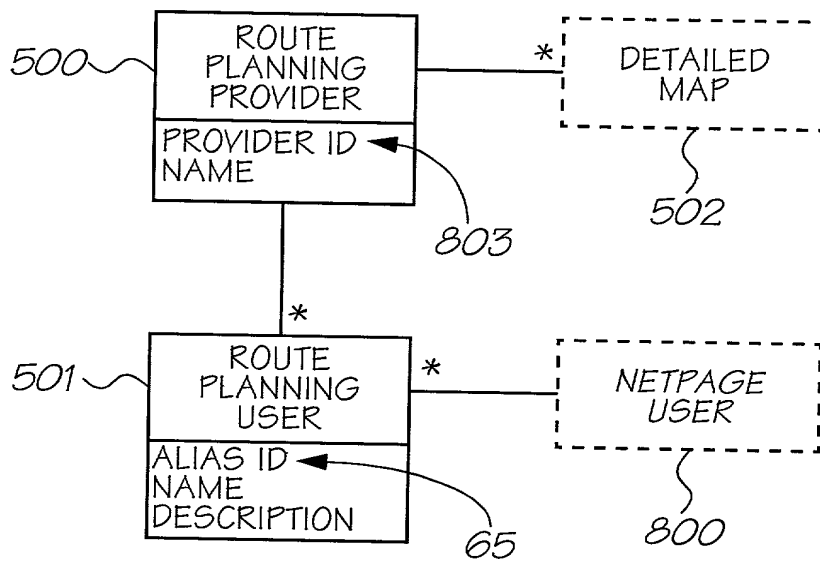 ROUTE
PLANNING
PROVIDER
500
PROVIDER ID
NAME
803
*
DETAILED
MAP
502
*
ROUTE
PLANNING
USER
501
ALIAS ID
NAME
DESCRIPTION
65
*
NETPAGE
USER
800